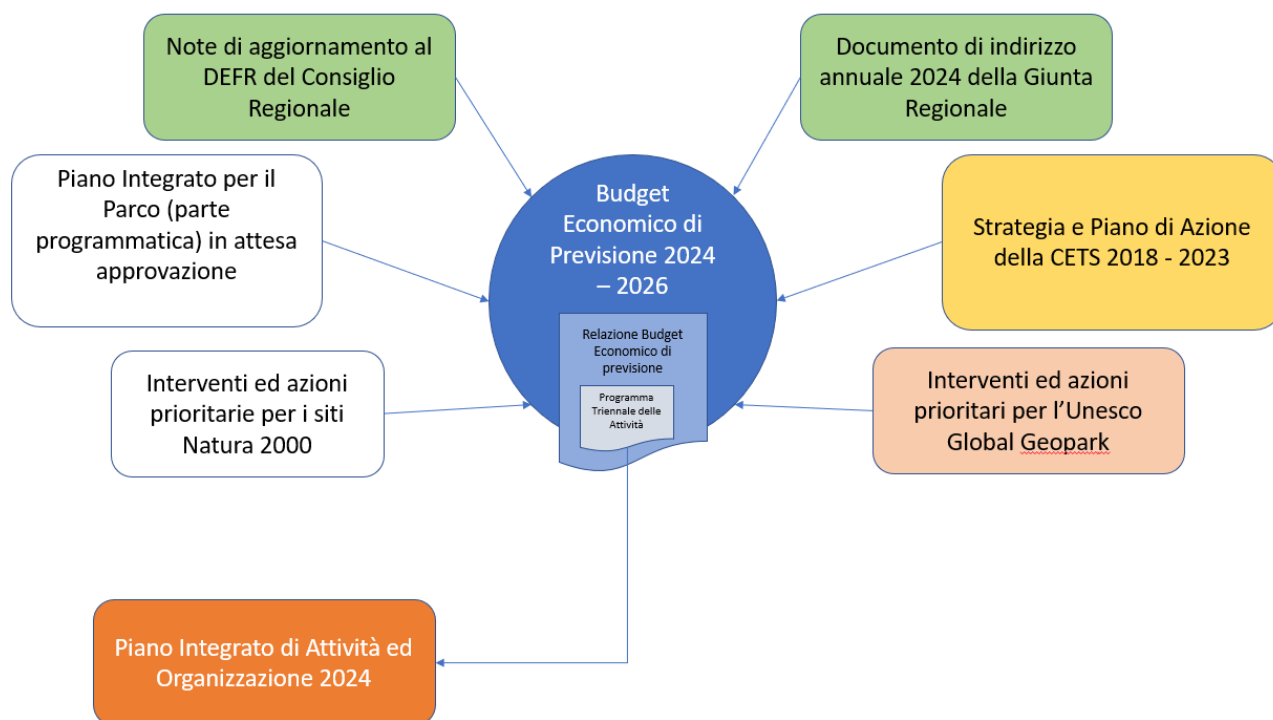 Note di aggiornamento al
DEFR del Consiglio
Regionale
Documento di indirizzo
annuale 2024 della Giunta
Regionale
Piano Integrato per il
Parco (parte
programmatica) in attesa
approvazione
Budget
Economico di
Previsione 2024
– 2026
Strategia e Piano di Azione
della CETS 2018 - 2023
Relazione Budget
Economico di
previsione
Programma
Triennale delle
Attività
Interventi ed azioni
prioritarie per i siti
Natura 2000
Interventi ed azioni
prioritari per l’Unesco
Global Geopark
Piano Integrato di Attività ed
Organizzazione 2024